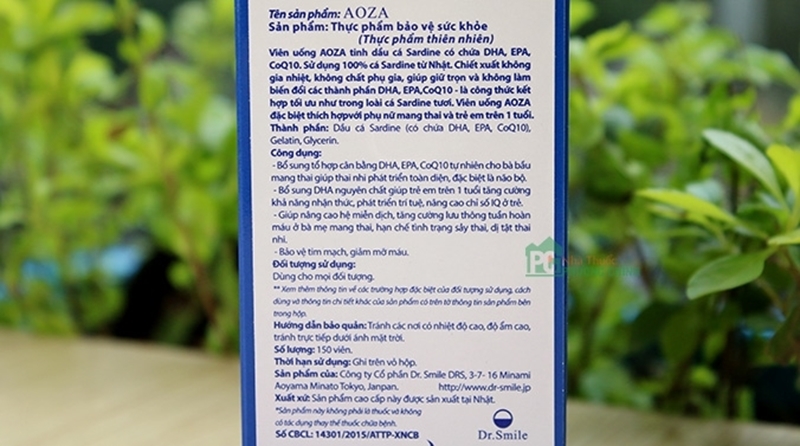 Tên sản phẩm: AOZA
Sản phẩm: Thực phẩm bảo vệ sức khỏe
(Thực phẩm thiên nhiên)
Viên uống AOZA tinh dầu cá Sardine có chứa DHA, EPA,
CoQ10. Sử dụng 100% cá Sardine từ Nhật. Chiết xuất không
gia nhiệt, không chất phụ gia, giúp giữ trọn và không làm
biến đổi các thành phần DHA, EPA,CoQ10 - là công thức kết
hợp tối ưu như trong loài cá Sardine tươi. Viên uống AOZA
đặc biệt thích hợpvới phụ nữ mang thai và trẻ em trên 1 tuổi.
Thành phần: Dầu cá Sardine (có chứa DHA, EPA, CoQ10),
Gelatin, Glycerin.
Công dụng:
- Bổ sung tổ hợp cân bằng DHA, EPA, CoQ10 tự nhiên cho bà bầu
mang thai giúp thai nhi phát triển toàn diện, đặc biệt là não bộ.
- Bổ sung DHA nguyên chất giúp trẻ em trên 1 tuổi tăng cường
khả năng nhận thức, phát triển trí tuệ, nâng cao chỉ số IQ ở trẻ.
- Giúp nâng cao hệ miễn dịch, tăng cường lưu thông tuần hoàn
máu ở bà mẹ mang thai, hạn chế tình trạng sảy thai, dị tật thai
nhi.
- Bảo vệ tim mạch, giảm mỡ máu.
Đối tượng sử dụng:
Dùng cho mọi đối tượng.
** Xem thêm thông tin về các trường hợp đặc biệt của đối tượng sử dụng, cách
dùng và thông tin chi tiết khác của sản phẩm có trên tờ thông tin sản phẩm bên
trong hộp.
Hướng dẫn bảo quản: Tránh các nơi có nhiệt độ cao, độ ẩm cao,
tránh trực tiếp dưới ánh mặt trời.
Số lượng: 150 viên.
Thời hạn sử dụng: Ghi trên vỏ hộp.
Sản phẩm của: Công ty Cổ phần Dr. Smile DRS, 3-7- 16 Minami
Aoyama Minato Tokyo, Janpan. http://www.dr-smile.jp
Xuất xứ: Sản phẩm cao cấp này được sản xuất tại Nhật.
*Sản phẩm này không phải là thuốc và không
có tác dụng thay thế thuốc chữa bệnh.
Số CBCL: 14301/2015/ATTP-XNCB
Dr.Smile